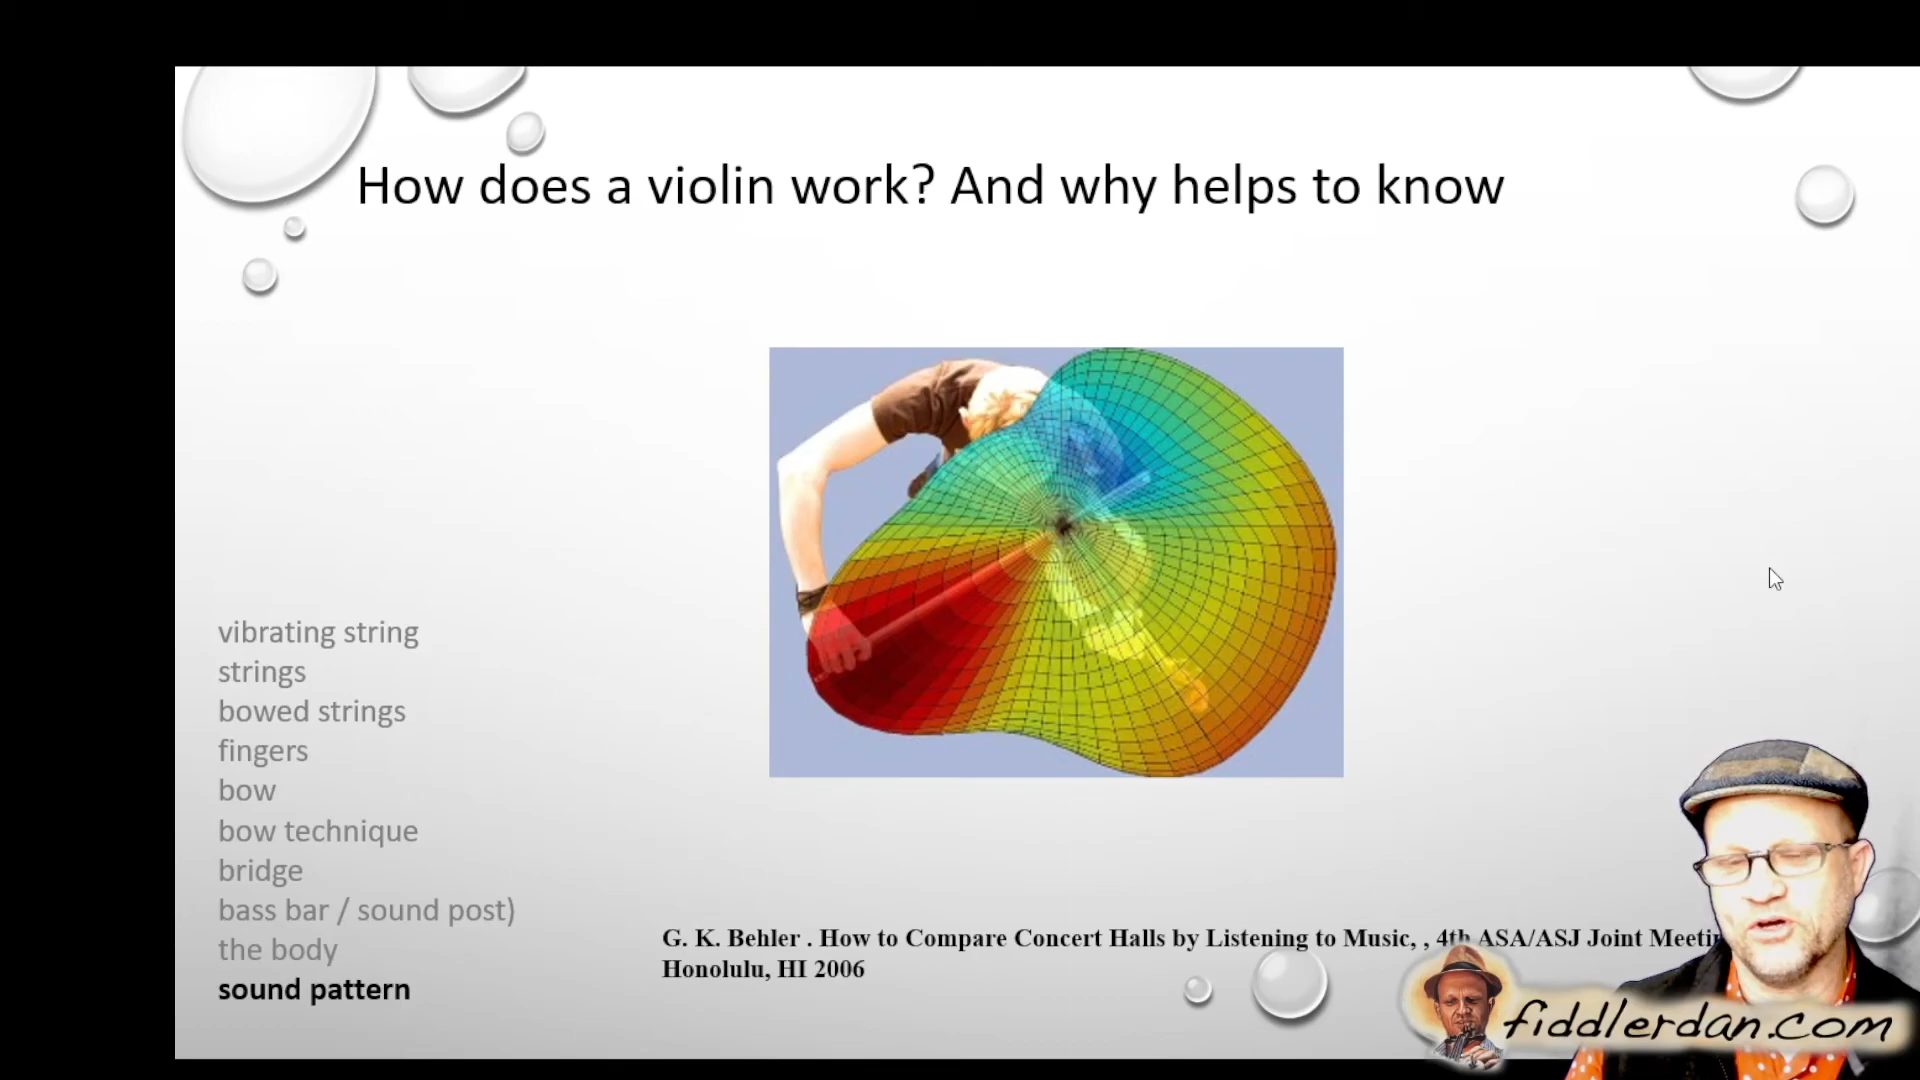 How does a violin work? And why helps to know
vibrating string
strings
bowed strings
fingers
bow
bow technique
bridge
bass bar / sound post)
the body
sound pattern
G. K. Behler . How to Compare Concert Halls by Listening to Music, , 4th ASA/ASJ Joint
Honolulu, HI 2006
fiddlerdan.com